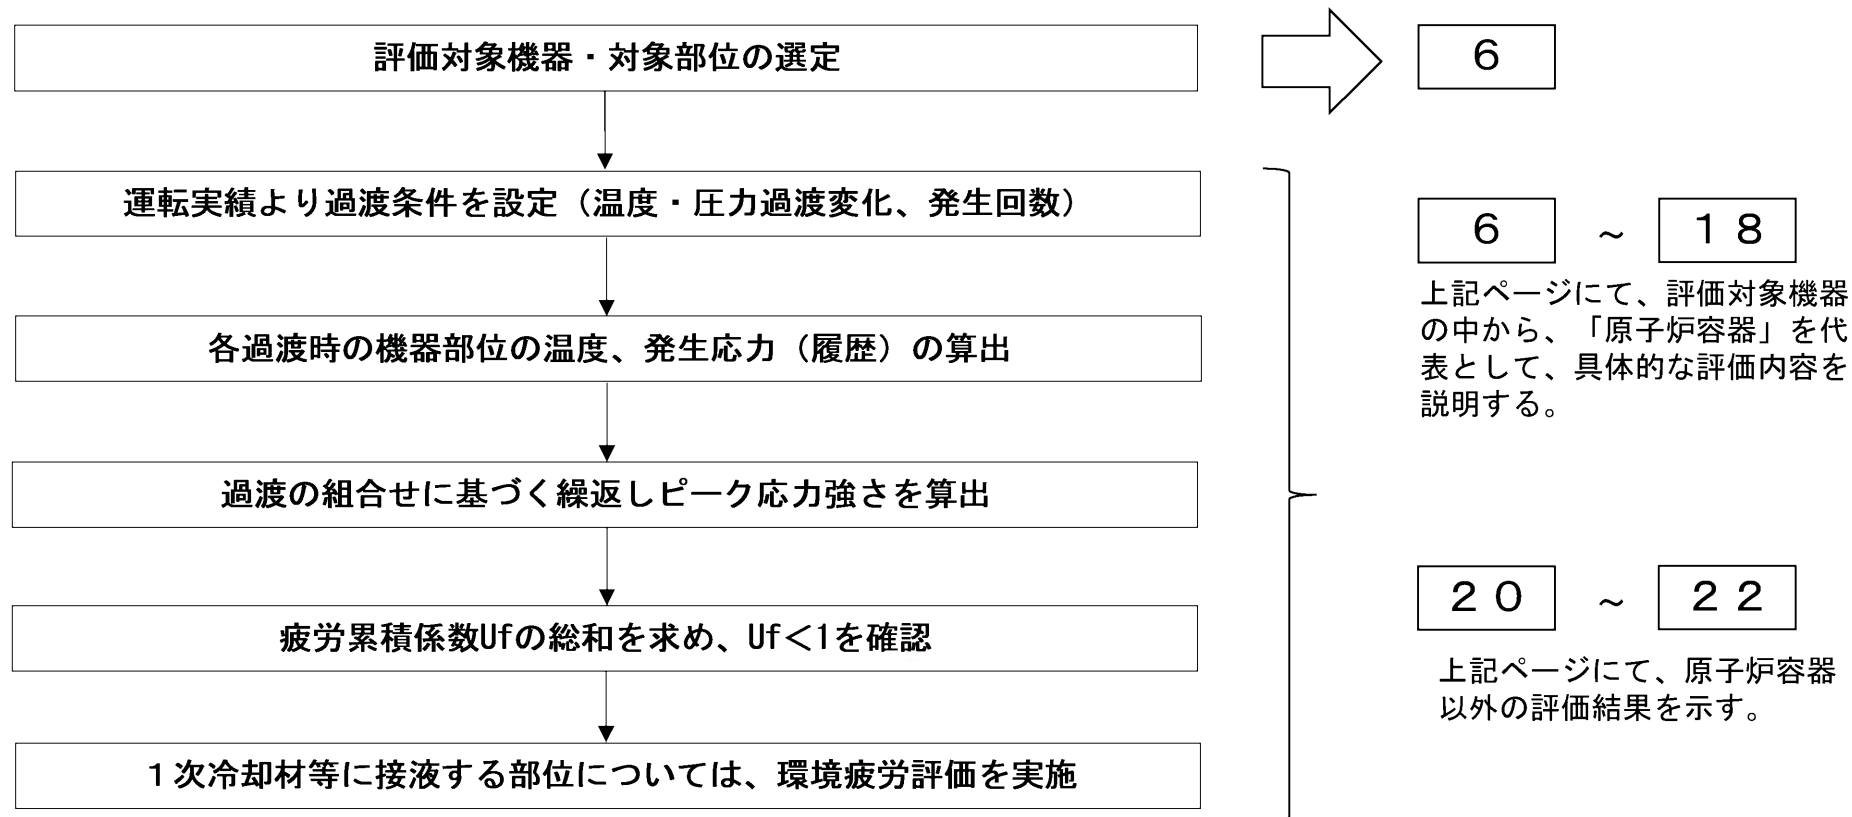 評価対象機器・対象部位の選定
6
運転実績より過渡条件を設定（温度・圧力過渡変化、発生回数）
各過渡時の機器部位の温度、発生応力（履歴）の算出
過渡の組合せに基づく繰返しピーク応力強さを算出
疲労累積係数Ufの総和を求め、Uf＜1を確認
１次冷却材等に接液する部位については、環境疲労評価を実施
６ ～ １８
上記ページにて、評価対象機器
の中から、「原子炉容器」を代
表として、具体的な評価内容を
説明する。
２０ ～ ２２
上記ページにて、原子炉容器
以外の評価結果を示す。